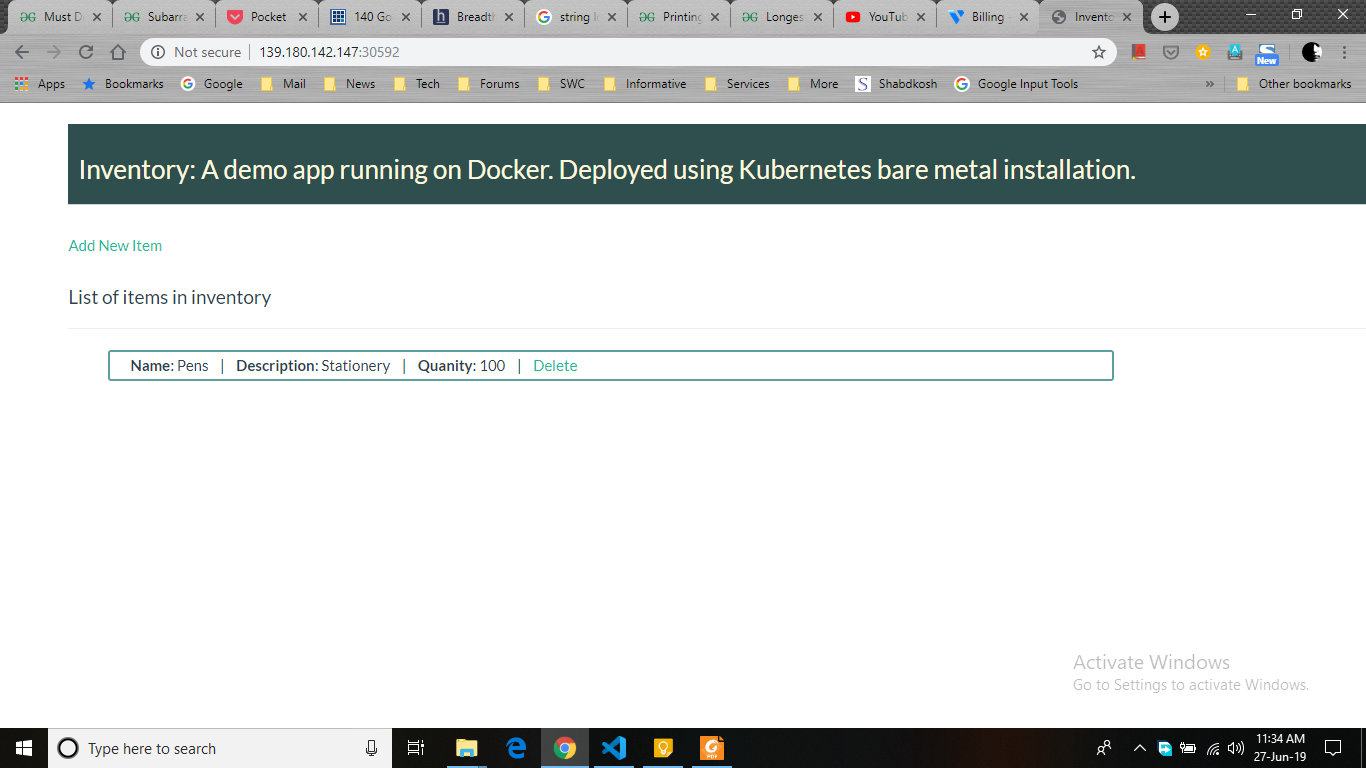 Must D
Subarra
Pocket
140 Go
Breadth
string
Printing
Longes
YouTub
Billing
Invento
Not secure 139.180.142.147:30592
New
Apps Bookmarks Google Mail News Tech Forums SWC Informative Services More Shabdkosh Google Input Tools » Other bookmarks
Inventory: A demo app running on Docker. Deployed using Kubernetes bare metal installation.
Add New Item
List of items in inventory
Name: Pens | Description: Stationery | Quanity: 100 | Delete
Activate Windows
Go to Settings to activate Windows.
Type here to search
11:34 AM
27-Jun-19